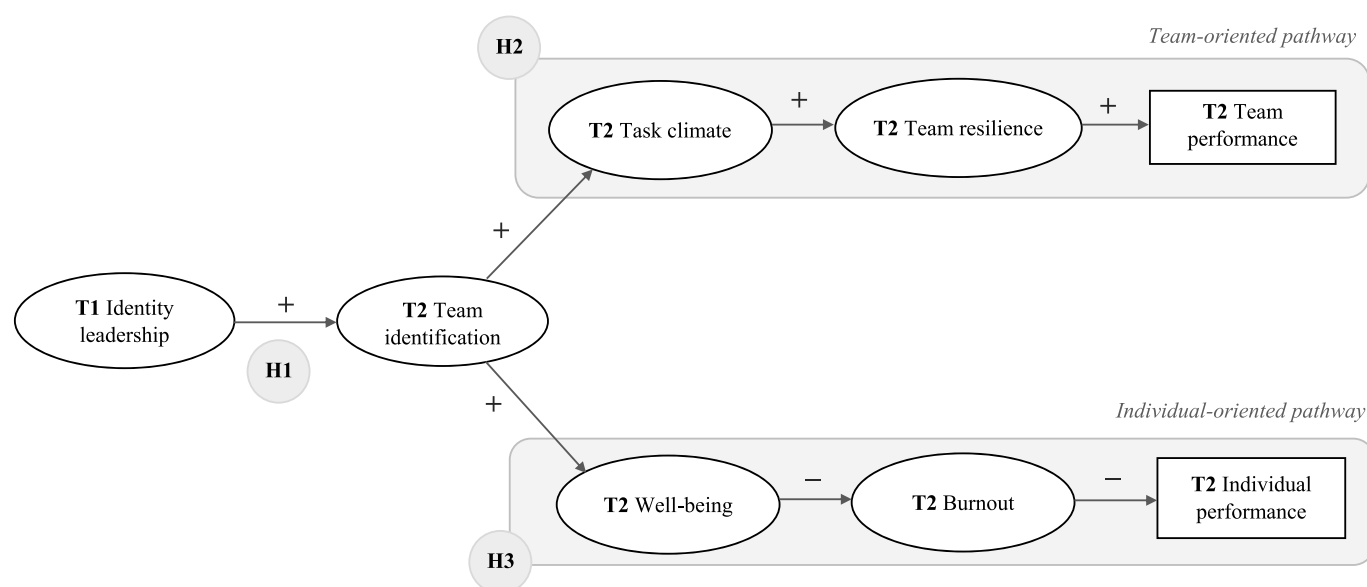 H2
Team-oriented pathway
+
+
T2 Task climate
T2 Team resilience
T2 Team
performance
+
T1 Identity
leadership
+
T2 Team
identification
H1
+
Individual-oriented pathway
T2 Well-being
–
T2 Burnout
–
T2 Individual
performance
H3